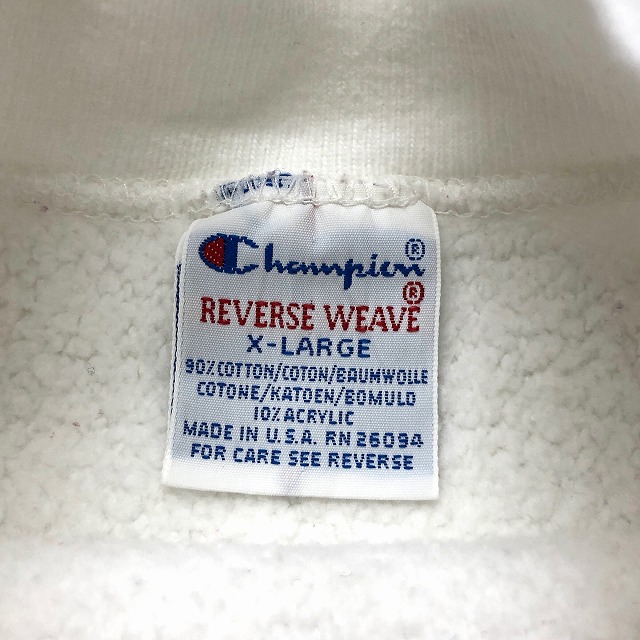 Champion®
REVERSE WEAVE®
X-LARGE
90% COTTON/COTON/BAUMWOLLE
COTONE/KATOEN/BOMULD
10% ACRYLIC
MADE IN U.S.A. RN 26094
FOR CARE SEE REVERSE